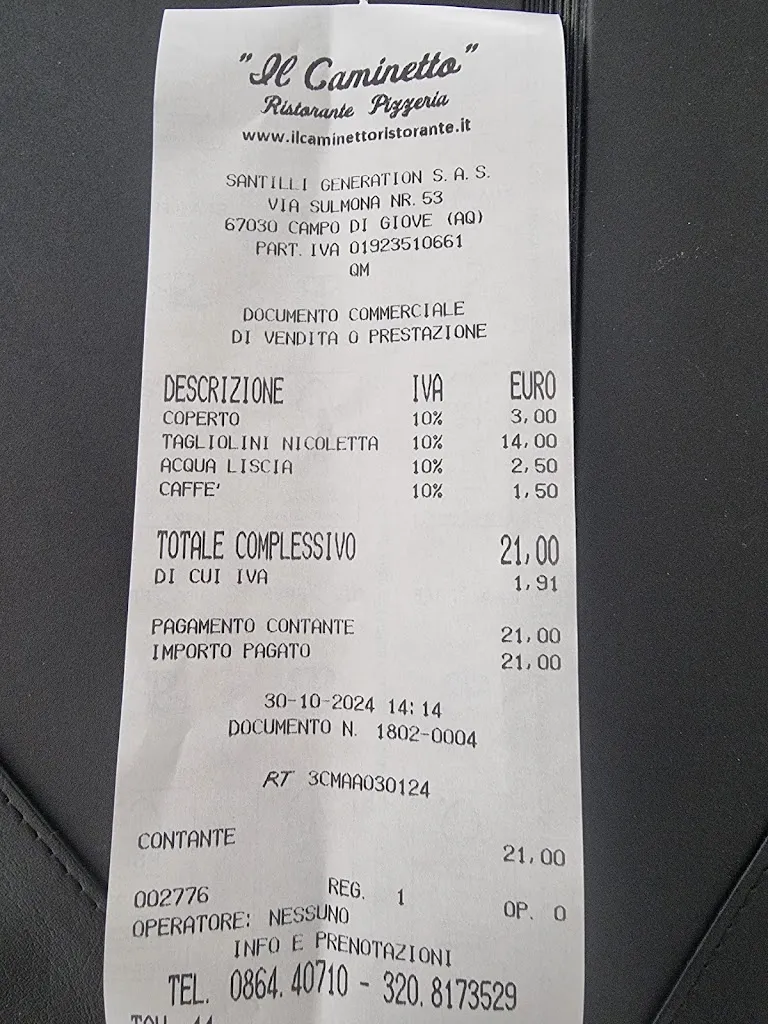 "Il Caminetto"
Ristorante Pizzeria
www.ilcaminettoristorante.it
SANTILLI GENERATION S.A.S.
VIA SULMONA NR.53
67030 CAMPO DI GIOVE (AQ)
PART.IVA 01923510661
QM
DOCUMENTO COMMERCIALE
DI VENDITA O PRESTAZIONE
DESCRIZIONE IVA EURO
COPERTO 10% 3,00
TAGLIOLINI NICOLETTA 10% 14,00
ACQUA LISCIA 10% 2,50
CAFFE' 10% 1,50
TOTALE COMPLESSIVO 21,00
DI CUI IVA 1,91
PAGAMENTO CONTANTE 21,00
IMPORTO PAGATO 21,00
30-10-2024 14:14
DOCUMENTO N. 1802-0004
RT 3CMAA030124
CONTANTE 21,00
002776 REG. 1 OP. 0
OPERATORE: NESSUNO
INFO E PRENOTAZIONI
TEL. 0864.40710 - 320.8173529